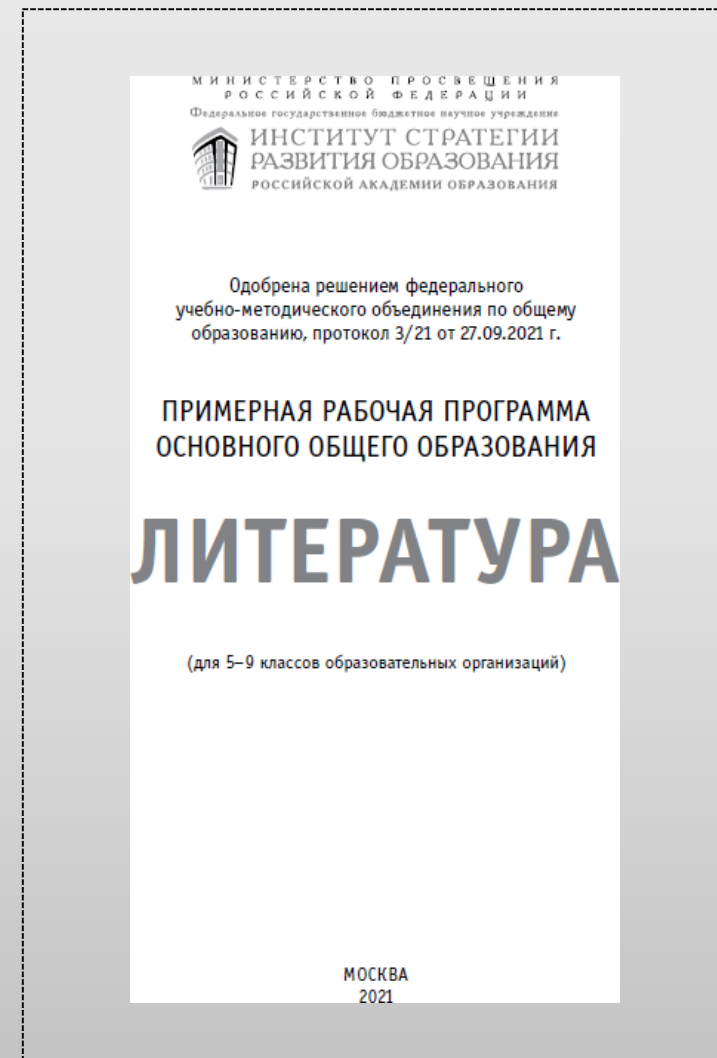 МИНИСТЕРСТВО ПРОСВЕЩЕНИЯ
РОССИЙСКОЙ ФЕДЕРАЦИИ
Федеральное государственное бюджетное научное учреждение
ИНСТИТУТ СТРАТЕГИИ
РАЗВИТИЯ ОБРАЗОВАНИЯ
РОССИЙСКОЙ АКАДЕМИИ ОБРАЗОВАНИЯ
Одобрена решением федерального
учебно-методического объединения по общему
образованию, протокол 3/21 от 27.09.2021 г.
ПРИМЕРНАЯ РАБОЧАЯ ПРОГРАММА
ОСНОВНОГО ОБЩЕГО ОБРАЗОВАНИЯ
ЛИТЕРАТУРА
(для 5–9 классов образовательных организаций)
МОСКВА
2021